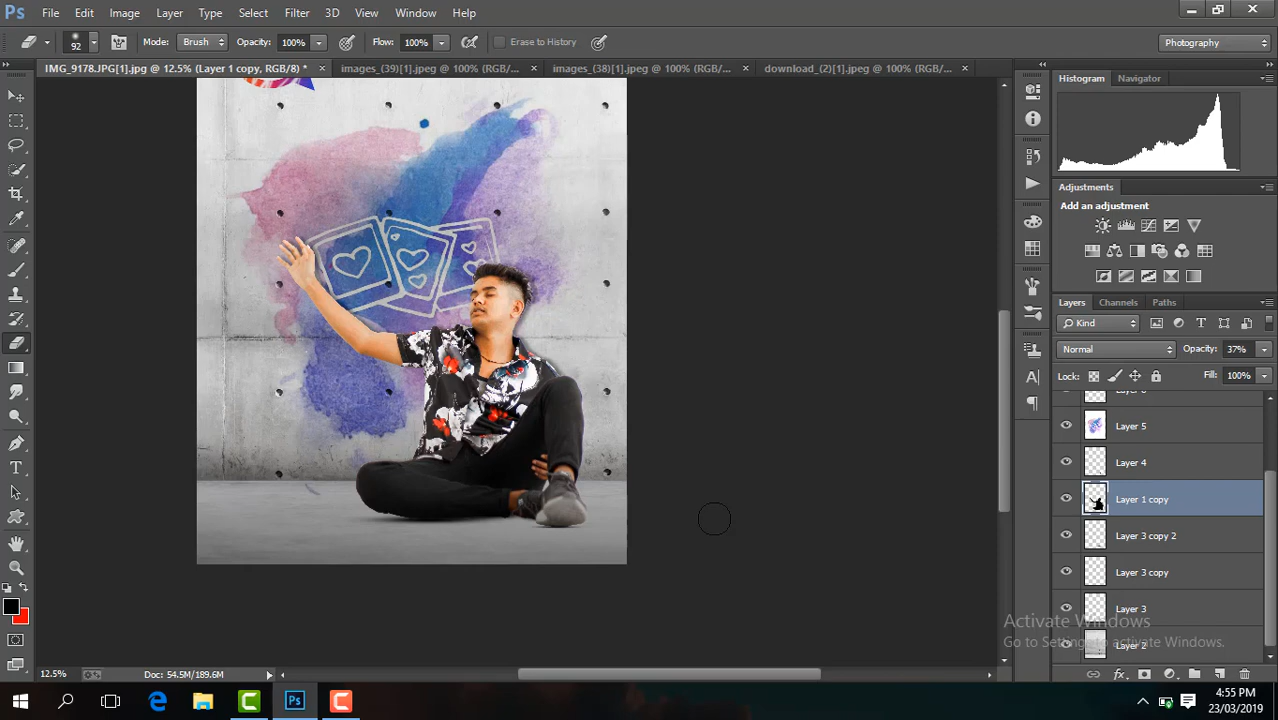 Ps File Edit Image Layer Type Select Filter 3D View Window Help
92 Mode: Brush Opacity: 100% Flow: 100% Erase to History Photography
IMG_9178.JPG[1].jpg @ 12.5% (Layer 1 copy, RGB/8) * × images_(39)[1].jpeg @ 100% (RGB/... × images_(38)[1].jpeg @ 100% (RGB/... × download_(2)[1].jpeg @ 100% (RGB/... ×
Histogram Navigator
Adjustments
Add an adjustment
Layers Channels Paths
Kind
Normal Opacity: 37%
Lock: Fill: 100%
Layer 5
Layer 4
Layer 1 copy
Layer 3 copy 2
Layer 3 copy
Layer 3
Layer 2
Activate Windows
Go to Settings to activate Windows.
12.5% Doc: 54.5M/189.6M
4:55 PM
23/03/2019